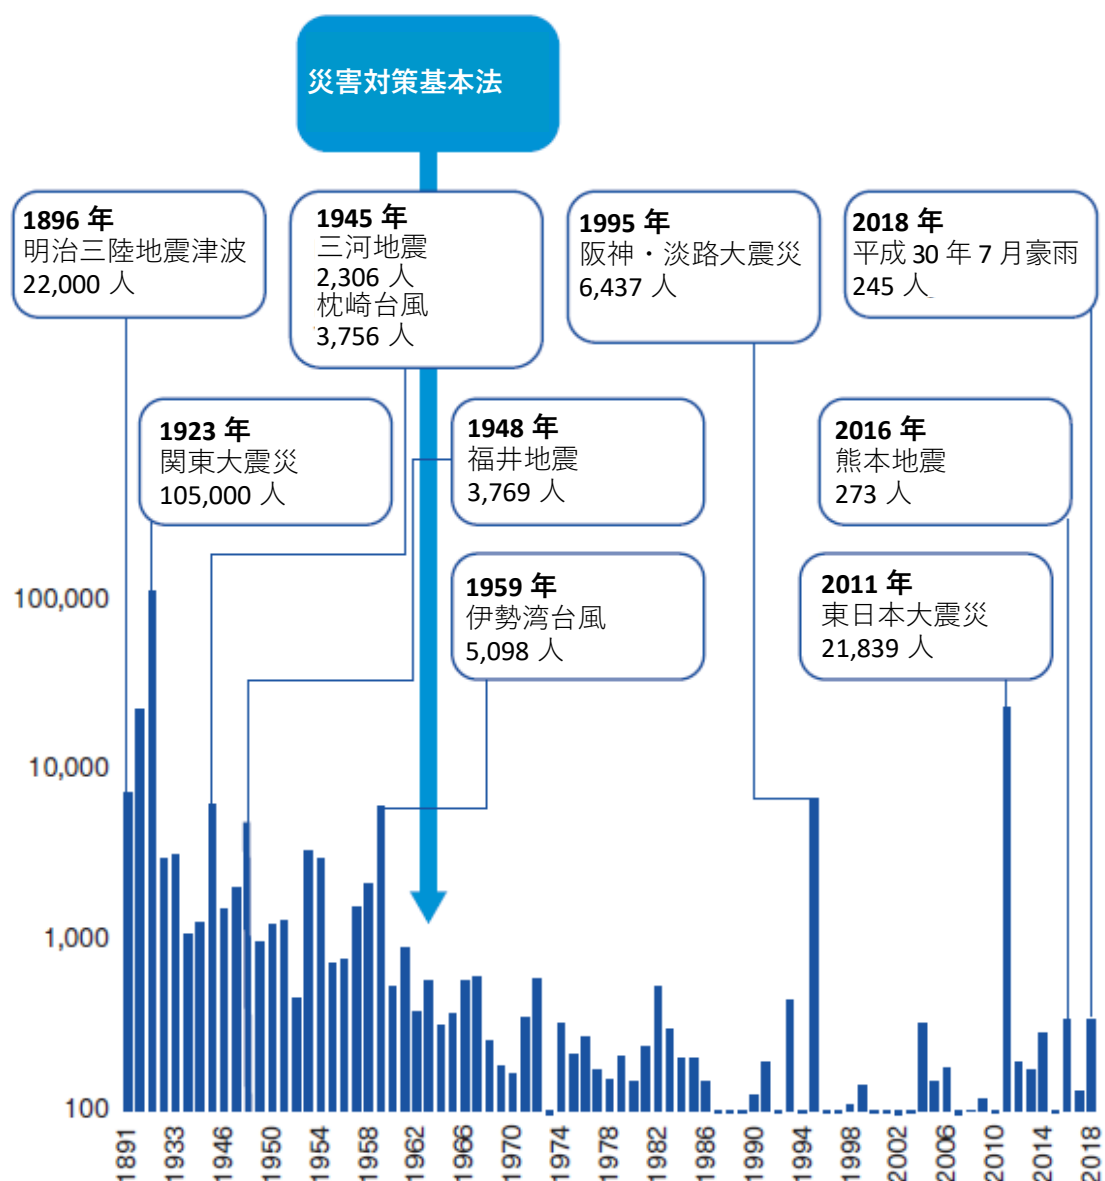 災害対策基本法
1896 年
明治三陸地震津波
22,000 人
1945 年
三河地震
2,306 人
枕崎台風
3,756 人
1995 年
阪神・淡路大震災
6,437 人
2018 年
平成 30 年 7 月豪雨
245 人
1923 年
関東大震災
105,000 人
1948 年
福井地震
3,769 人
2016 年
熊本地震
273 人
1959 年
伊勢湾台風
5,098 人
2011 年
東日本大震災
21,839 人
100,000
10,000
1,000
100
1891
1933
1946
1950
1954
1958
1962
1966
1970
1974
1978
1982
1986
1990
1994
1998
2002
2006
2010
2014
2018